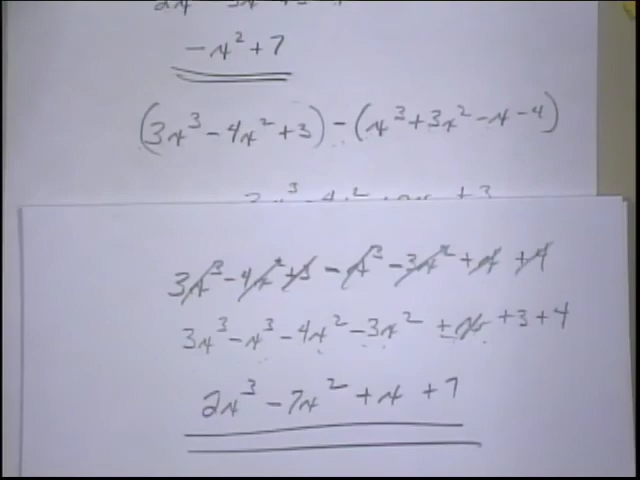 -x² + 7
(3x³ - 4x² + 3) - (x³ + 3x² - x - 4)
3x³ - 4x² + 3 - x³ - 3x² + x + 4
3x³ - x³ - 4x² - 3x² + x + 3 + 4
2x³ - 7x² + x + 7